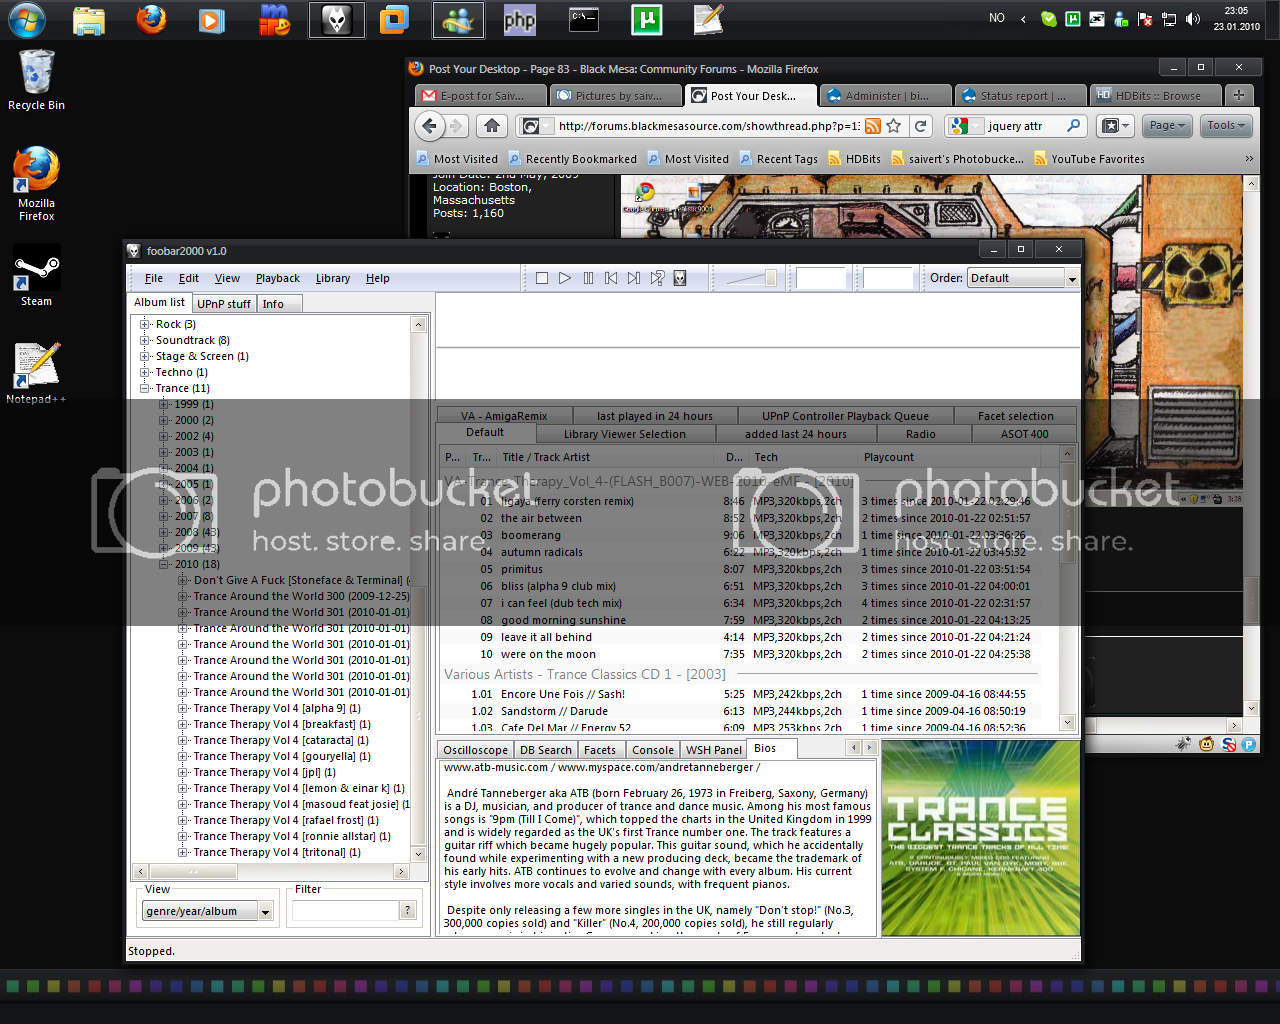 NO
23:05
23.01.2010
php
C:\_
Recycle Bin
Mozilla
Firefox
Steam
Notepad++
Post Your Desktop - Page 83 - Black Mesa: Community Forums - Mozilla Firefox
E-post for Saiv...
Pictures by saiv...
Post Your Desk...
Administer | bi...
Status report | ...
HDBits :: Browse
http://forums.blackmesasource.com/showthread.php?p=1
jquery attr
Page
Tools
Most Visited
Recently Bookmarked
Most Visited
Recent Tags
HDBits
saivert's Photobucke...
YouTube Favorites
Join Date: 2nd May, 2009
Location: Boston,
Massachusetts
Posts: 1,160
3:28
foobar2000 v1.0
File Edit View Playback Library Help
Order: Default
Album list
UPnP stuff
Info
Rock (3)
Soundtrack (8)
Stage & Screen (1)
Techno (1)
Trance (11)
1999 (1)
2000 (2)
2002 (4)
2003 (1)
2004 (1)
2005 (1)
2006 (2)
2007 (8)
2008 (43)
2009 (43)
2010 (18)
Don't Give A Fuck [Stoneface & Terminal] (
Trance Around the World 300 (2009-12-25)
Trance Around the World 301 (2010-01-01)
Trance Around the World 301 (2010-01-01)
Trance Around the World 301 (2010-01-01)
Trance Around the World 301 (2010-01-01)
Trance Around the World 301 (2010-01-01)
Trance Around the World 301 (2010-01-01)
Trance Therapy Vol 4 [alpha 9] (1)
Trance Therapy Vol 4 [breakfast] (1)
Trance Therapy Vol 4 [cataracta] (1)
Trance Therapy Vol 4 [gouryella] (1)
Trance Therapy Vol 4 [jpl] (1)
Trance Therapy Vol 4 [lemon & einar k] (1)
Trance Therapy Vol 4 [masoud feat josie] (1
Trance Therapy Vol 4 [rafael frost] (1)
Trance Therapy Vol 4 [ronnie allstar] (1)
Trance Therapy Vol 4 [tritonal] (1)
View
genre/year/album
Filter
?
Stopped.
VA - AmigaRemix
last played in 24 hours
UPnP Controller Playback Queue
Facet selection
Default
Library Viewer Selection
added last 24 hours
Radio
ASOT 400
P... Tr... Title / Track Artist D... Tech Playcount
VA-Trance_Therapy_Vol_4-(FLASH_B007)-WEB-2010-eMF - [2010]
01 ligaya (ferry corsten remix) 8:46 MP3,320kbps,2ch 3 times since 2010-01-22 02:29:46
02 the air between 8:52 MP3,320kbps,2ch 2 times since 2010-01-22 02:51:57
03 boomerang 9:06 MP3,320kbps,2ch 2 times since 2010-01-22 03:36:26
04 autumn radicals 6:22 MP3,320kbps,2ch 2 times since 2010-01-22 03:45:32
05 primitus 8:07 MP3,320kbps,2ch 3 times since 2010-01-22 03:51:54
06 bliss (alpha 9 club mix) 6:51 MP3,320kbps,2ch 3 times since 2010-01-22 04:00:01
07 i can feel (dub tech mix) 6:34 MP3,320kbps,2ch 4 times since 2010-01-22 02:31:57
08 good morning sunshine 7:59 MP3,320kbps,2ch 2 times since 2010-01-22 04:13:25
09 leave it all behind 4:14 MP3,320kbps,2ch 2 times since 2010-01-22 04:21:24
10 were on the moon 7:35 MP3,320kbps,2ch 2 times since 2010-01-22 04:25:38
Various Artists - Trance Classics CD 1 - [2003]
1.01 Encore Une Fois // Sash! 5:25 MP3,242kbps,2ch 1 time since 2009-04-16 08:44:55
1.02 Sandstorm // Darude 6:13 MP3,244kbps,2ch 1 time since 2009-04-16 08:50:19
1.03 Cafe Del Mar // Energy 52 6:09 MP3,253kbps,2ch 1 time since 2009-04-16 08:52:36
photobucket
host. store. share.
photobucket
host. store. share.
Oscilloscope
DB Search
Facets
Console
WSH Panel
Bios
www.atb-music.com / www.myspace.com/andretanneberger /
André Tanneberger aka ATB (born February 26, 1973 in Freiberg, Saxony, Germany)
is a DJ, musician, and producer of trance and dance music. Among his most famous
songs is "9pm (Till I Come)", which topped the charts in the United Kingdom in 1999
and is widely regarded as the UK's first Trance number one. The track features a
guitar riff which became hugely popular. This guitar sound, which he accidentally
found while experimenting with a new producing deck, became the trademark of
his early hits. ATB continues to evolve and change with every album. His current
style involves more vocals and varied sounds, with frequent pianos.
Despite only releasing a few more singles in the UK, namely "Don't stop!" (No.3,
300,000 copies sold) and "Killer" (No.4, 200,000 copies sold), he still regularly
TRANCE
CLASSICS
THE BIGGEST TRANCE TRACKS OF ALL TIME!